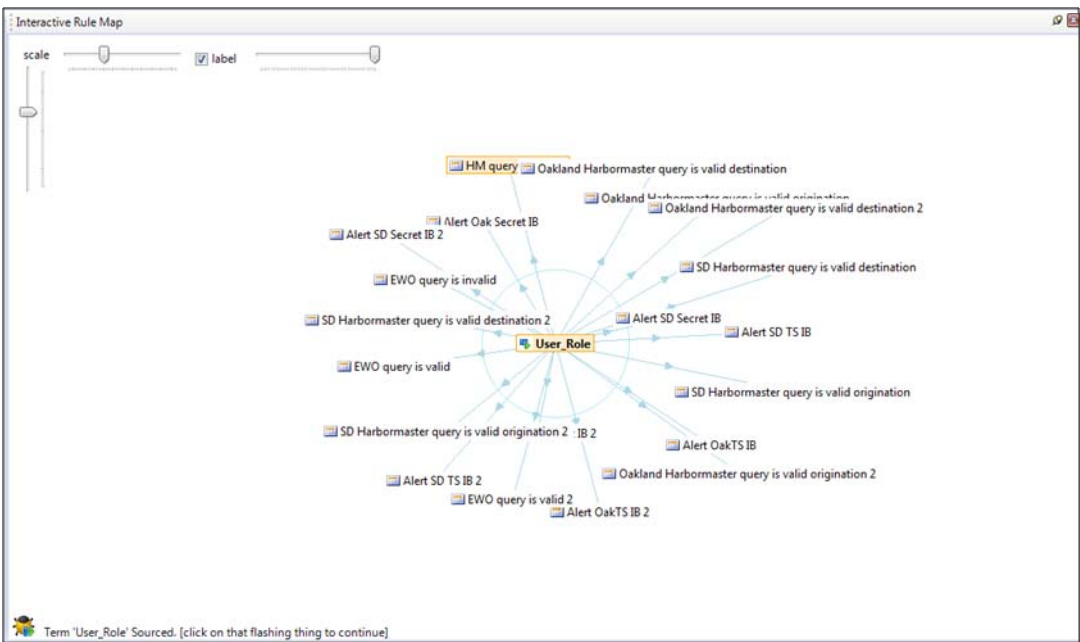 Interactive Rule Map
scale
label
HM query
Oakland Harbormaster query is valid destination
Oakland Harbormaster query is valid origination
Oakland Harbormaster query is valid destination 2
Alert Oak Secret IB
Alert SD Secret IB 2
SD Harbormaster query is valid destination
EWO query is invalid
SD Harbormaster query is valid destination 2
Alert SD Secret IB
Alert SD TS IB
User_Role
EWO query is valid
SD Harbormaster query is valid origination
SD Harbormaster query is valid origination 2
IB 2
Alert OakTS IB
Alert SD TS IB 2
Oakland Harbormaster query is valid origination 2
EWO query is valid 2
Alert OakTS IB 2
Term 'User_Role' Sourced. [click on that flashing thing to continue]